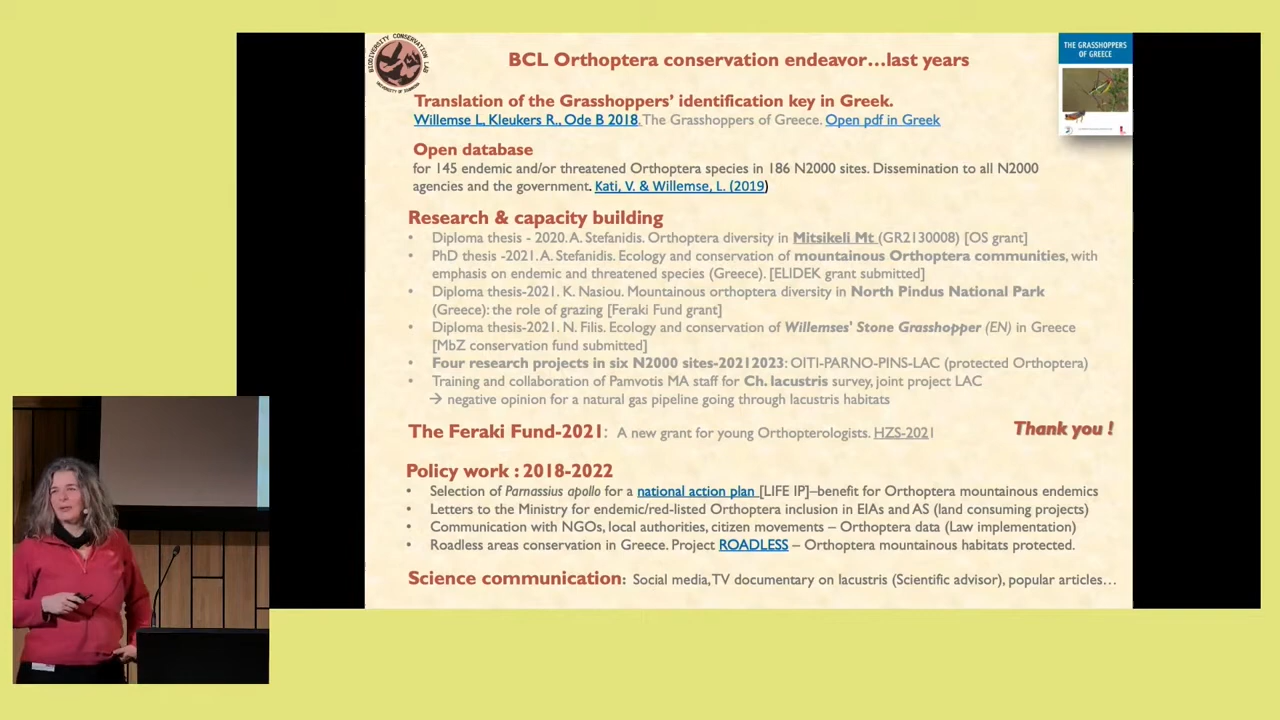 BIODIVERSITY CONSERVATION LAB
UNIVERSITY OF IOANNINA
BCL Orthoptera conservation endeavor…last years
THE GRASSHOPPERS
OF GREECE
Translation of the Grasshoppers' identification key in Greek.
Willemse L, Kleukers R., Ode B 2018. The Grasshoppers of Greece. Open pdf in Greek
Open database
for 145 endemic and/or threatened Orthoptera species in 186 N2000 sites. Dissemination to all N2000
agencies and the government. Kati, V. & Willemse, L. (2019)
Research & capacity building
• Diploma thesis - 2020. A. Stefanidis. Orthoptera diversity in Mitsikeli Mt (GR2130008) [OS grant]
• PhD thesis -2021. A. Stefanidis. Ecology and conservation of mountainous Orthoptera communities, with
emphasis on endemic and threatened species (Greece). [ELIDEK grant submitted]
• Diploma thesis-2021. K. Nasiou. Mountainous orthoptera diversity in North Pindus National Park
(Greece): the role of grazing [Feraki Fund grant]
• Diploma thesis-2021. N. Filis. Ecology and conservation of Willemses' Stone Grasshopper (EN) in Greece
[MbZ conservation fund submitted]
• Four research projects in six N2000 sites-20212023: OITI-PARNO-PINS-LAC (protected Orthoptera)
• Training and collaboration of Pamvotis MA staff for Ch. lacustris survey, joint project LAC
→ negative opinion for a natural gas pipeline going through lacustris habitats
The Feraki Fund-2021: A new grant for young Orthopterologists. HZS-2021
Thank you !
Policy work : 2018-2022
• Selection of Parnassius apollo for a national action plan [LIFE IP]–benefit for Orthoptera mountainous endemics
• Letters to the Ministry for endemic/red-listed Orthoptera inclusion in EIAs and AS (land consuming projects)
• Communication with NGOs, local authorities, citizen movements – Orthoptera data (Law implementation)
• Roadless areas conservation in Greece. Project ROADLESS – Orthoptera mountainous habitats protected.
Science communication: Social media, TV documentary on lacustris (Scientific advisor), popular articles…